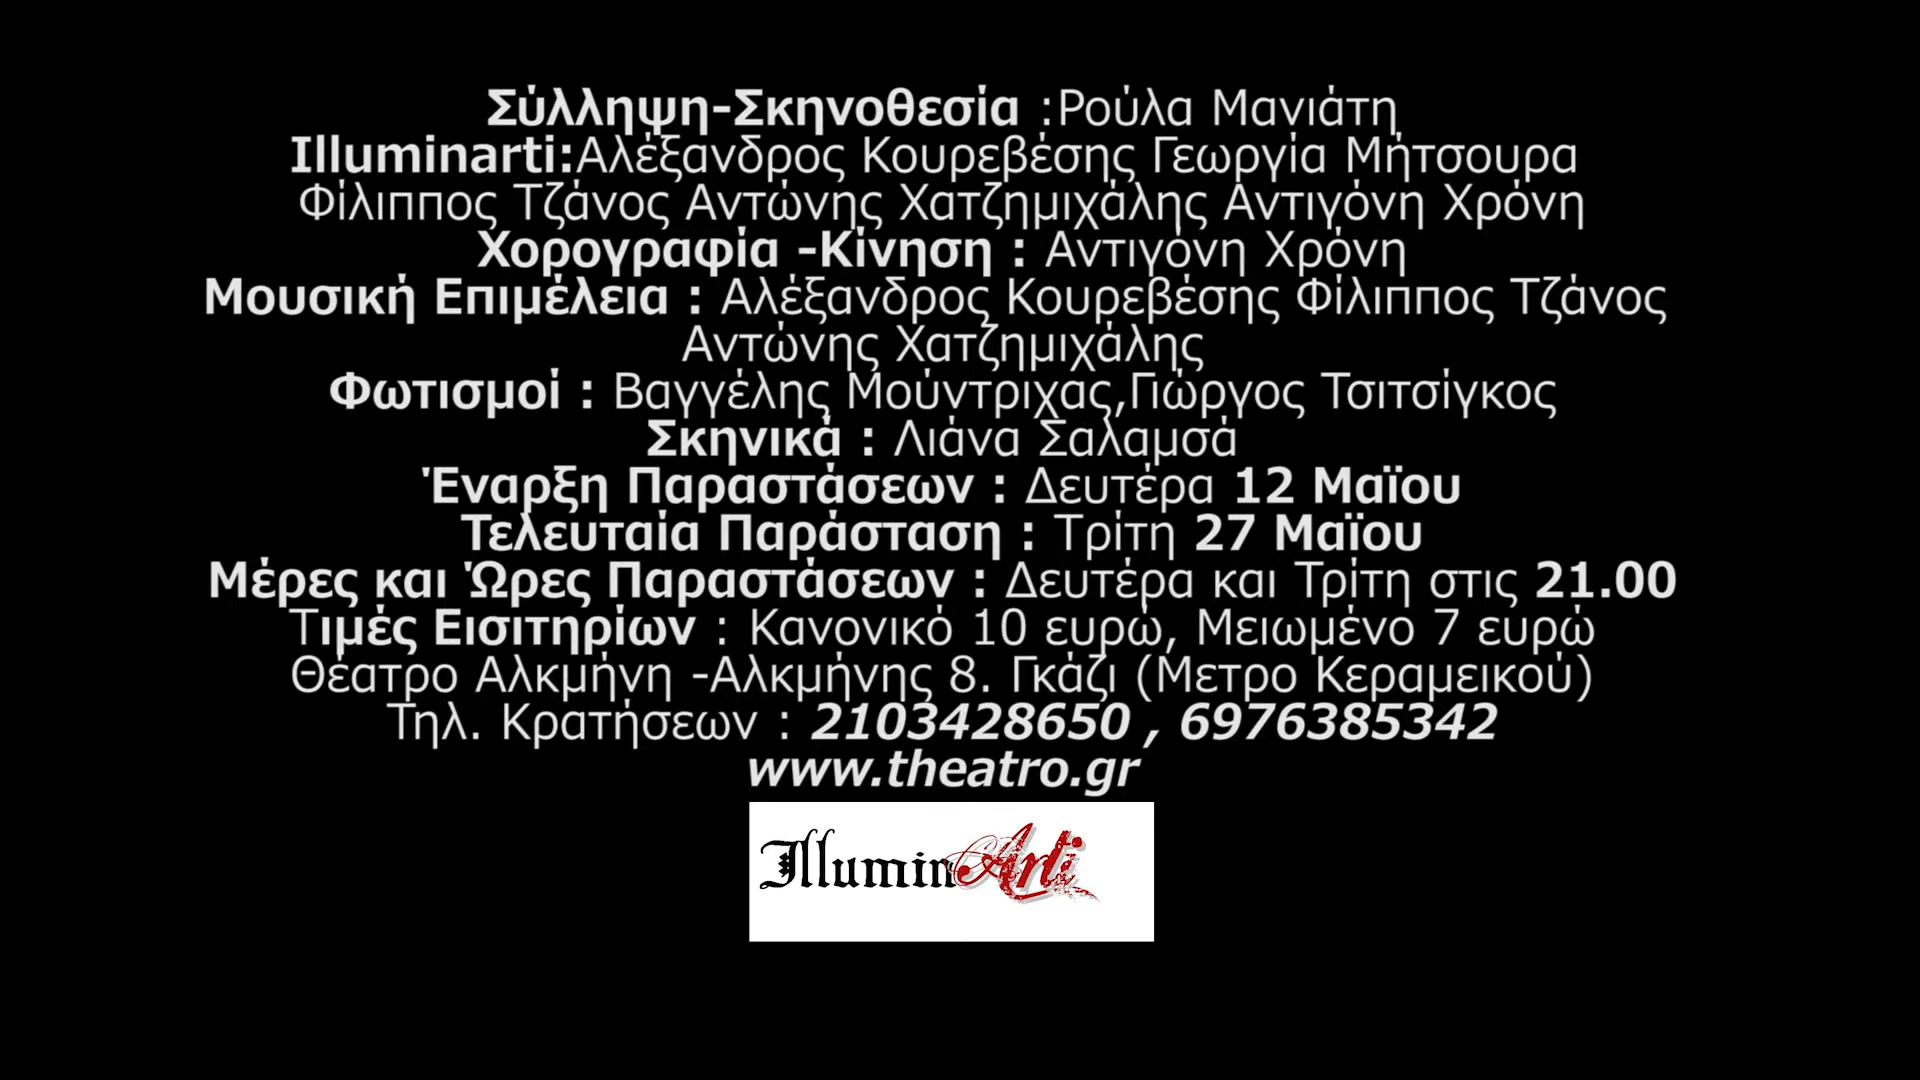 Σύλληψη-Σκηνοθεσία :Ρούλα Μανιάτη
Illuminarti:Αλέξανδρος Κουρεβέσης Γεωργία Μήτσουρα
Φίλιππος Τζάνος Αντώνης Χατζημιχάλης Αντιγόνη Χρόνη
Χορογραφία -Κίνηση : Αντιγόνη Χρόνη
Μουσική Επιμέλεια : Αλέξανδρος Κουρεβέσης Φίλιππος Τζάνος
Αντώνης Χατζημιχάλης
Φωτισμοί : Βαγγέλης Μούντριχας,Γιώργος Τσιτσίγκος
Σκηνικά : Λιάνα Σαλαμσά
Έναρξη Παραστάσεων : Δευτέρα 12 Μαϊου
Τελευταία Παράσταση : Τρίτη 27 Μαϊου
Μέρες και Ώρες Παραστάσεων : Δευτέρα και Τρίτη στις 21.00
Τιμές Εισιτηρίων : Κανονικό 10 ευρώ, Μειωμένο 7 ευρώ
Θέατρο Αλκμήνη -Αλκμήνης 8. Γκάζι (Μετρο Κεραμεικού)
Τηλ. Κρατήσεων : 2103428650 , 6976385342
www.theatro.gr
IlluminArti